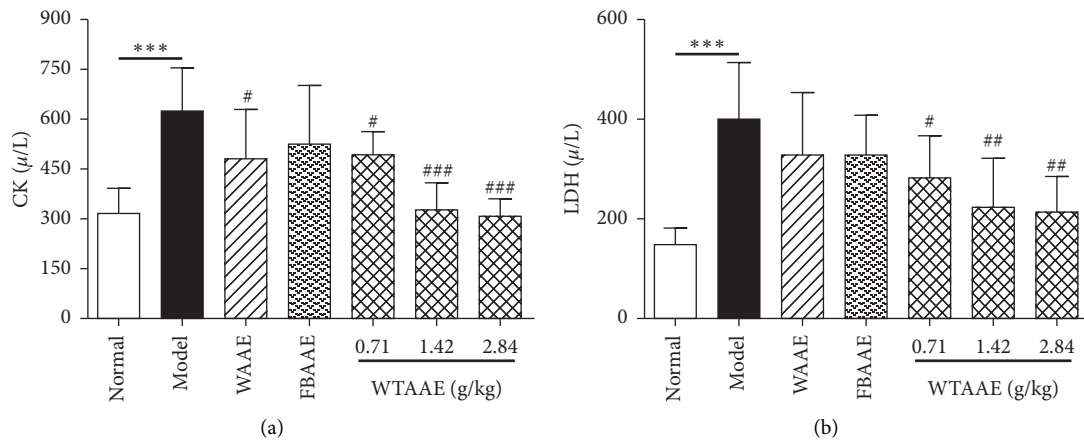 900
750
600
450
300
150
0
CK (μ/L)
***
#
#
###
###
Normal
Model
WAAE
FBAAE
0.71 1.42 2.84
WTAAE (g/kg)
(a)
600
400
200
0
LDH (μ/L)
***
#
##
##
Normal
Model
WAAE
FBAAE
0.71 1.42 2.84
WTAAE (g/kg)
(b)